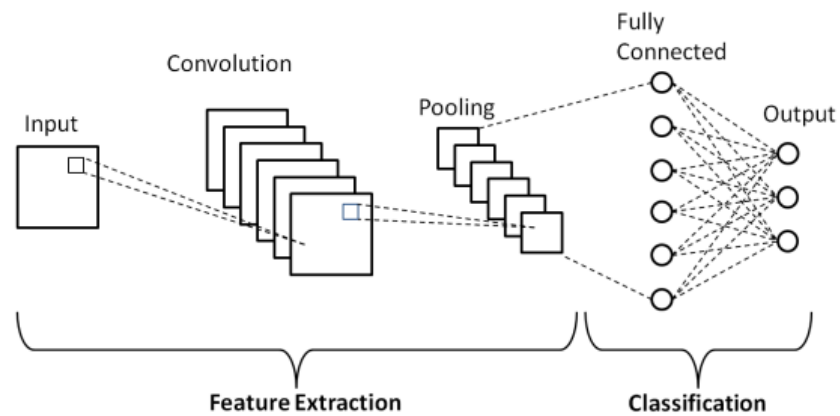 Fully
Connected
Convolution
Pooling
Input
Output
Feature Extraction
Classification